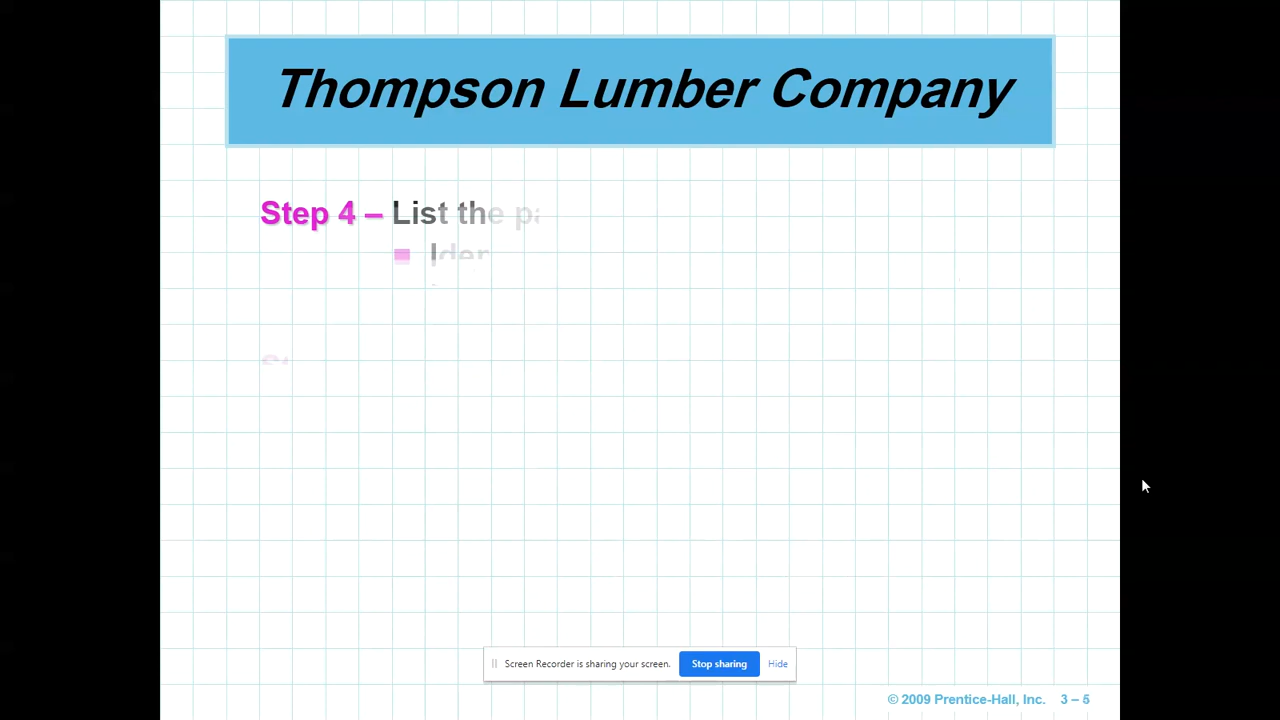 Thompson Lumber Company
Step 4 – List the
Screen Recorder is sharing your screen. Stop sharing Hide
© 2009 Prentice-Hall, Inc. 3 – 5